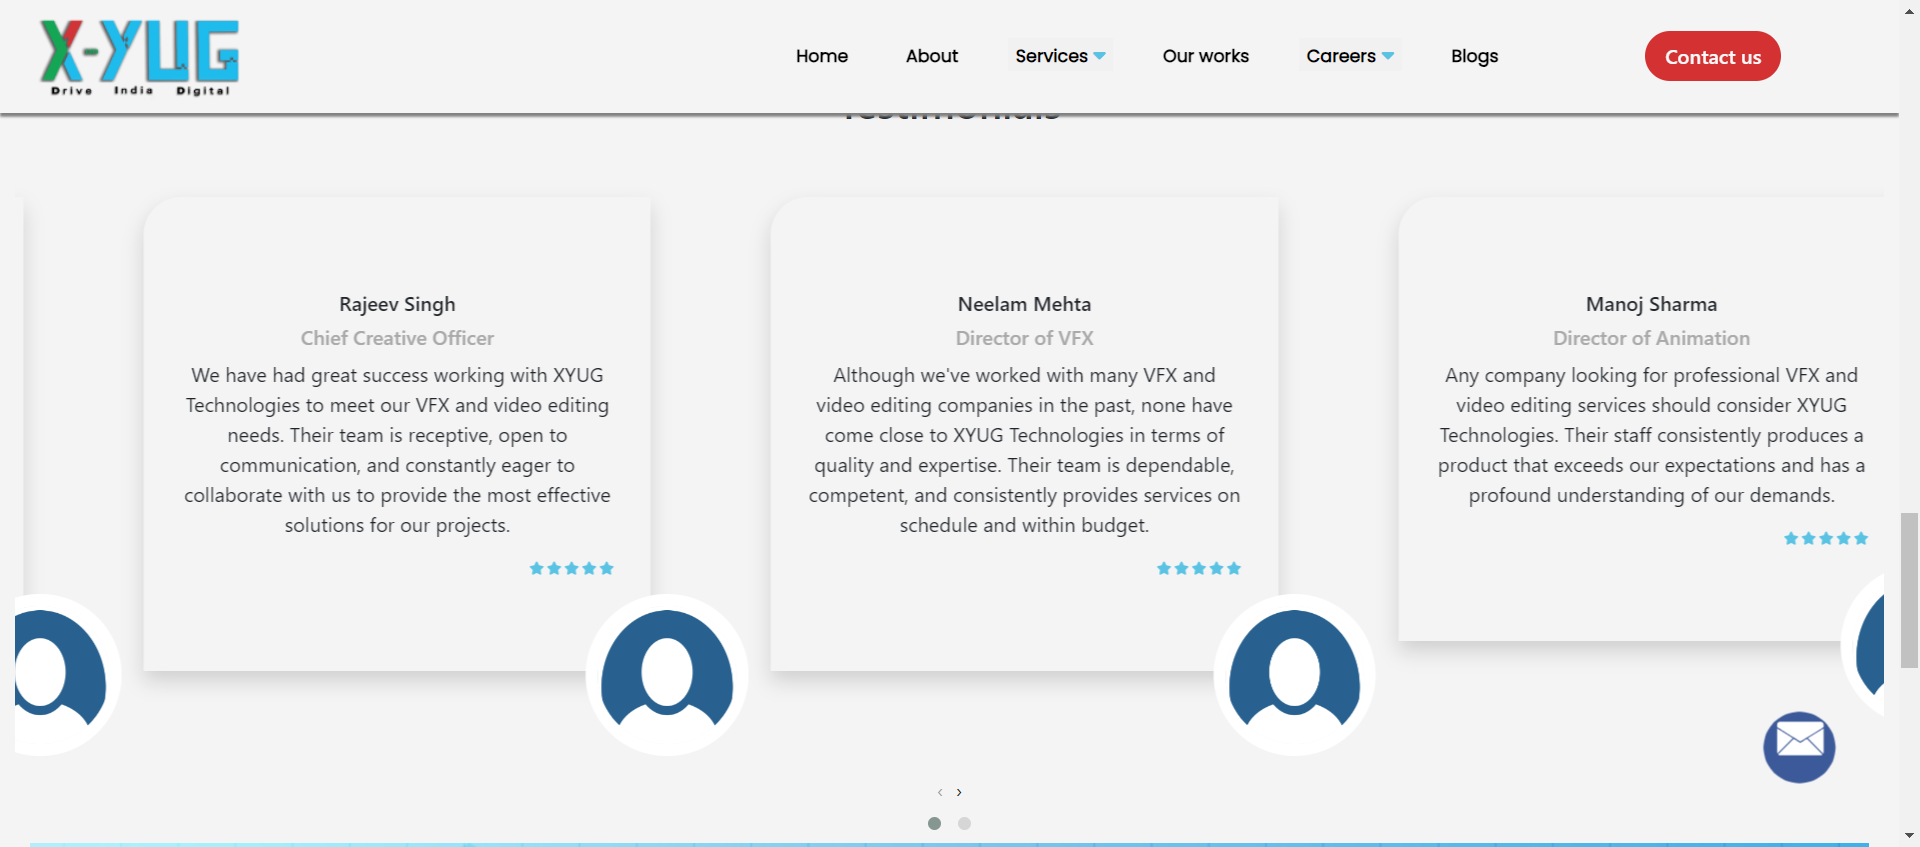 X-YUG
Drive India Digital
Home About Services Our works Careers Blogs Contact us
Testimonials
Rajeev Singh
Chief Creative Officer
We have had great success working with XYUG
Technologies to meet our VFX and video editing
needs. Their team is receptive, open to
communication, and constantly eager to
collaborate with us to provide the most effective
solutions for our projects.
Neelam Mehta
Director of VFX
Although we've worked with many VFX and
video editing companies in the past, none have
come close to XYUG Technologies in terms of
quality and expertise. Their team is dependable,
competent, and consistently provides services on
schedule and within budget.
Manoj Sharma
Director of Animation
Any company looking for professional VFX and
video editing services should consider XYUG
Technologies. Their staff consistently produces a
product that exceeds our expectations and has a
profound understanding of our demands.
‹ ›